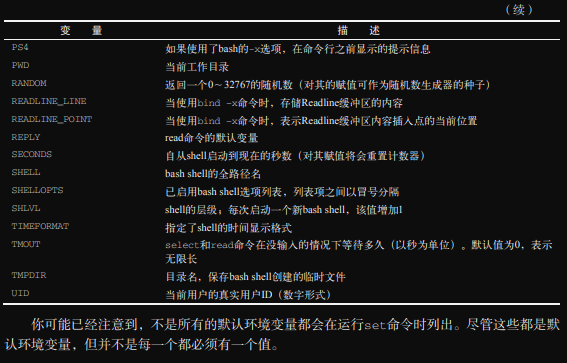 （续）
变 量 描 述
PS4 如果使用了bash的-x选项，在命令行之前显示的提示信息
PWD 当前工作目录
RANDOM 返回一个0～32767的随机数（对其赋值可作为随机数生成器的种子）
READLINE_LINE 当使用bind -x命令时，存储Readline缓冲区的内容
READLINE_POINT 当使用bind -x命令时，表示Readline缓冲区内容插入点的当前位置
REPLY read命令的默认变量
SECONDS 自从shell启动到现在的秒数（对其赋值将会重置计数器）
SHELL bash shell的全路径名
SHELLOPTS 已启用bash shell选项列表，列表项之间以冒号分隔
SHLVL shell的层级；每次启动一个新bash shell，该值增加1
TIMEFORMAT 指定了shell的时间显示格式
TMOUT select和read命令在没输入的情况下等待多久（以秒为单位）。默认值为0，表示
无限长
TMPDIR 目录名，保存bash shell创建的临时文件
UID 当前用户的真实用户ID（数字形式）
你可能已经注意到，不是所有的默认环境变量都会在运行set命令时列出。尽管这些都是默
认环境变量，但并不是每一个都必须有一个值。